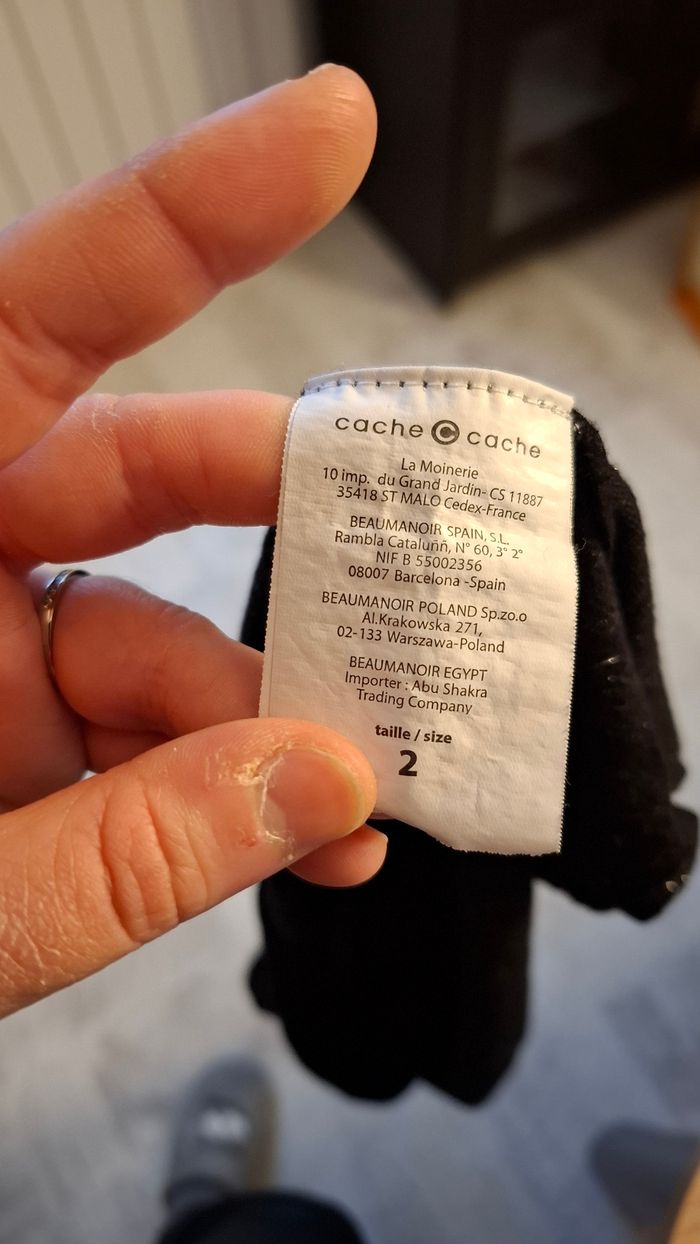 cache © cache
La Moinerie
10 imp. du Grand Jardin- CS 11887
35418 ST MALO Cedex-France
BEAUMANOIR SPAIN, S.L.
Rambla Cataluññ, N° 60, 3° 2°
NIF B 55002356
08007 Barcelona -Spain
BEAUMANOIR POLAND Sp.zo.o
Al.Krakowska 271,
02-133 Warszawa-Poland
BEAUMANOIR EGYPT
Importer : Abu Shakra
Trading Company
taille / size
2